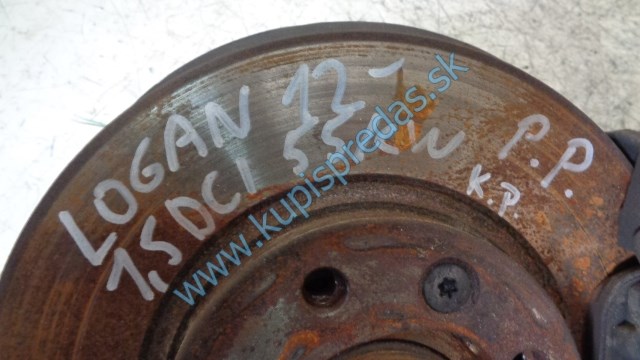 LOGAN 12-
1,5DCI 55KW
P.P.
K.P.
www.kupispredas.sk